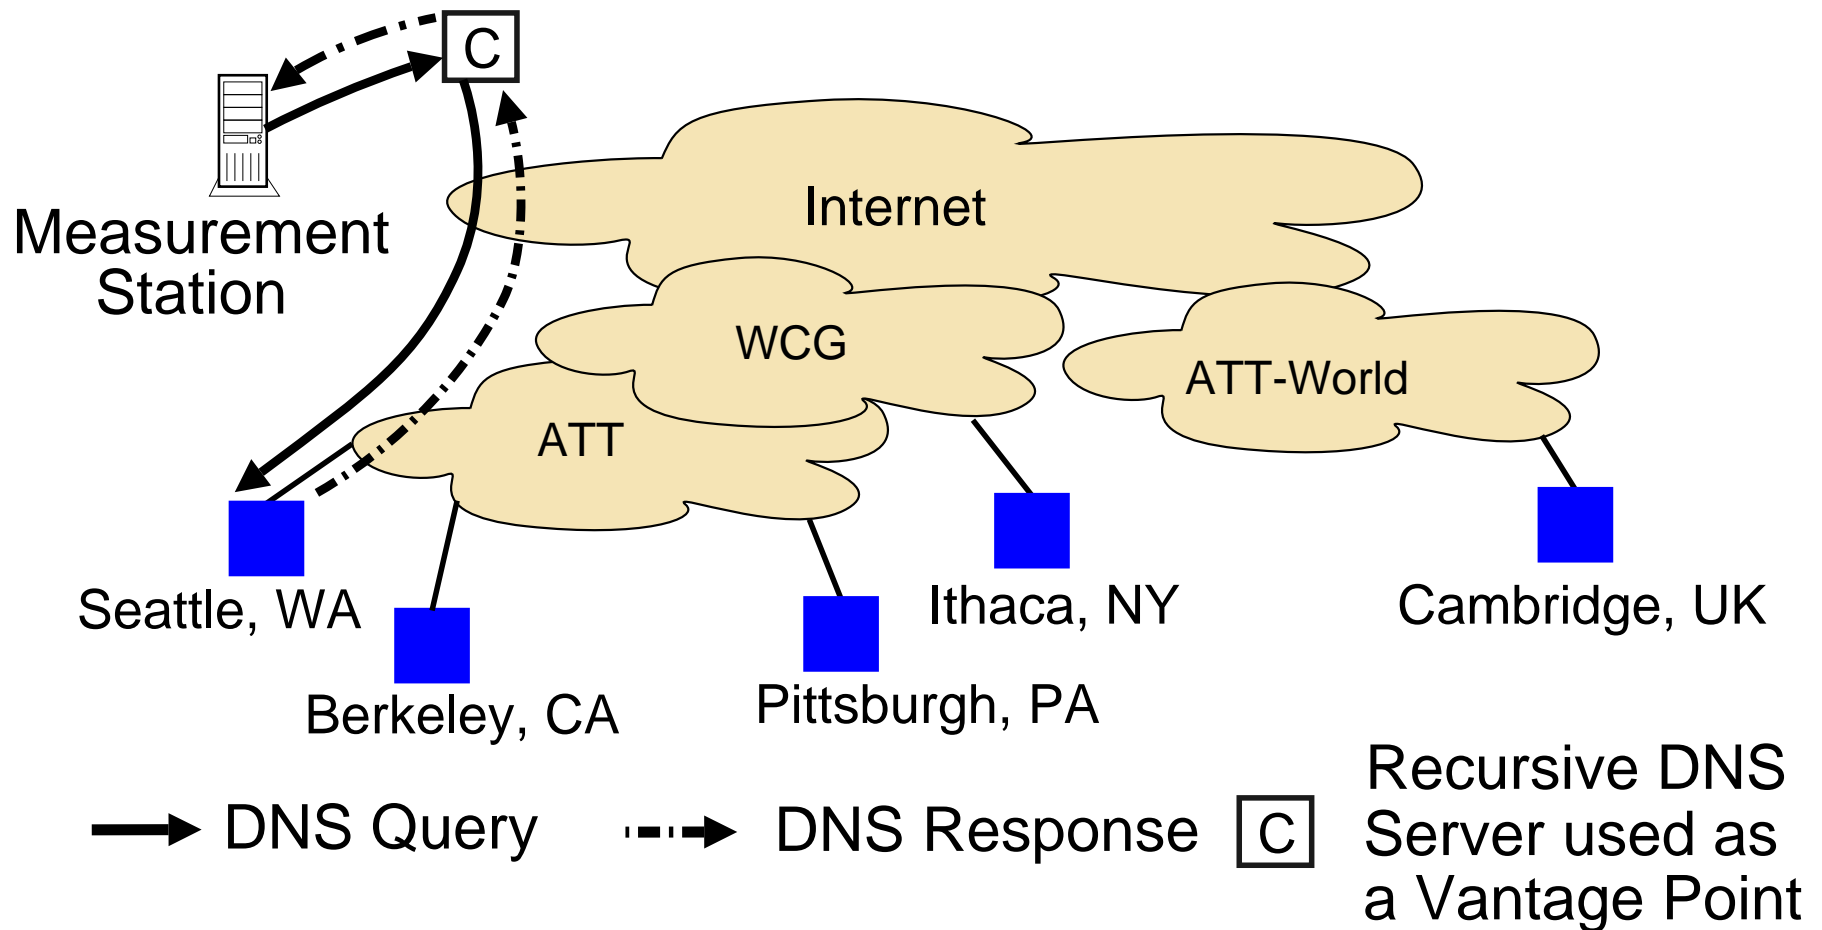 C
Internet
Measurement
Station
WCG
ATT-World
ATT
Seattle, WA
Ithaca, NY
Cambridge, UK
Berkeley, CA
Pittsburgh, PA
DNS Query
DNS Response
C
Recursive DNS
Server used as
a Vantage Point